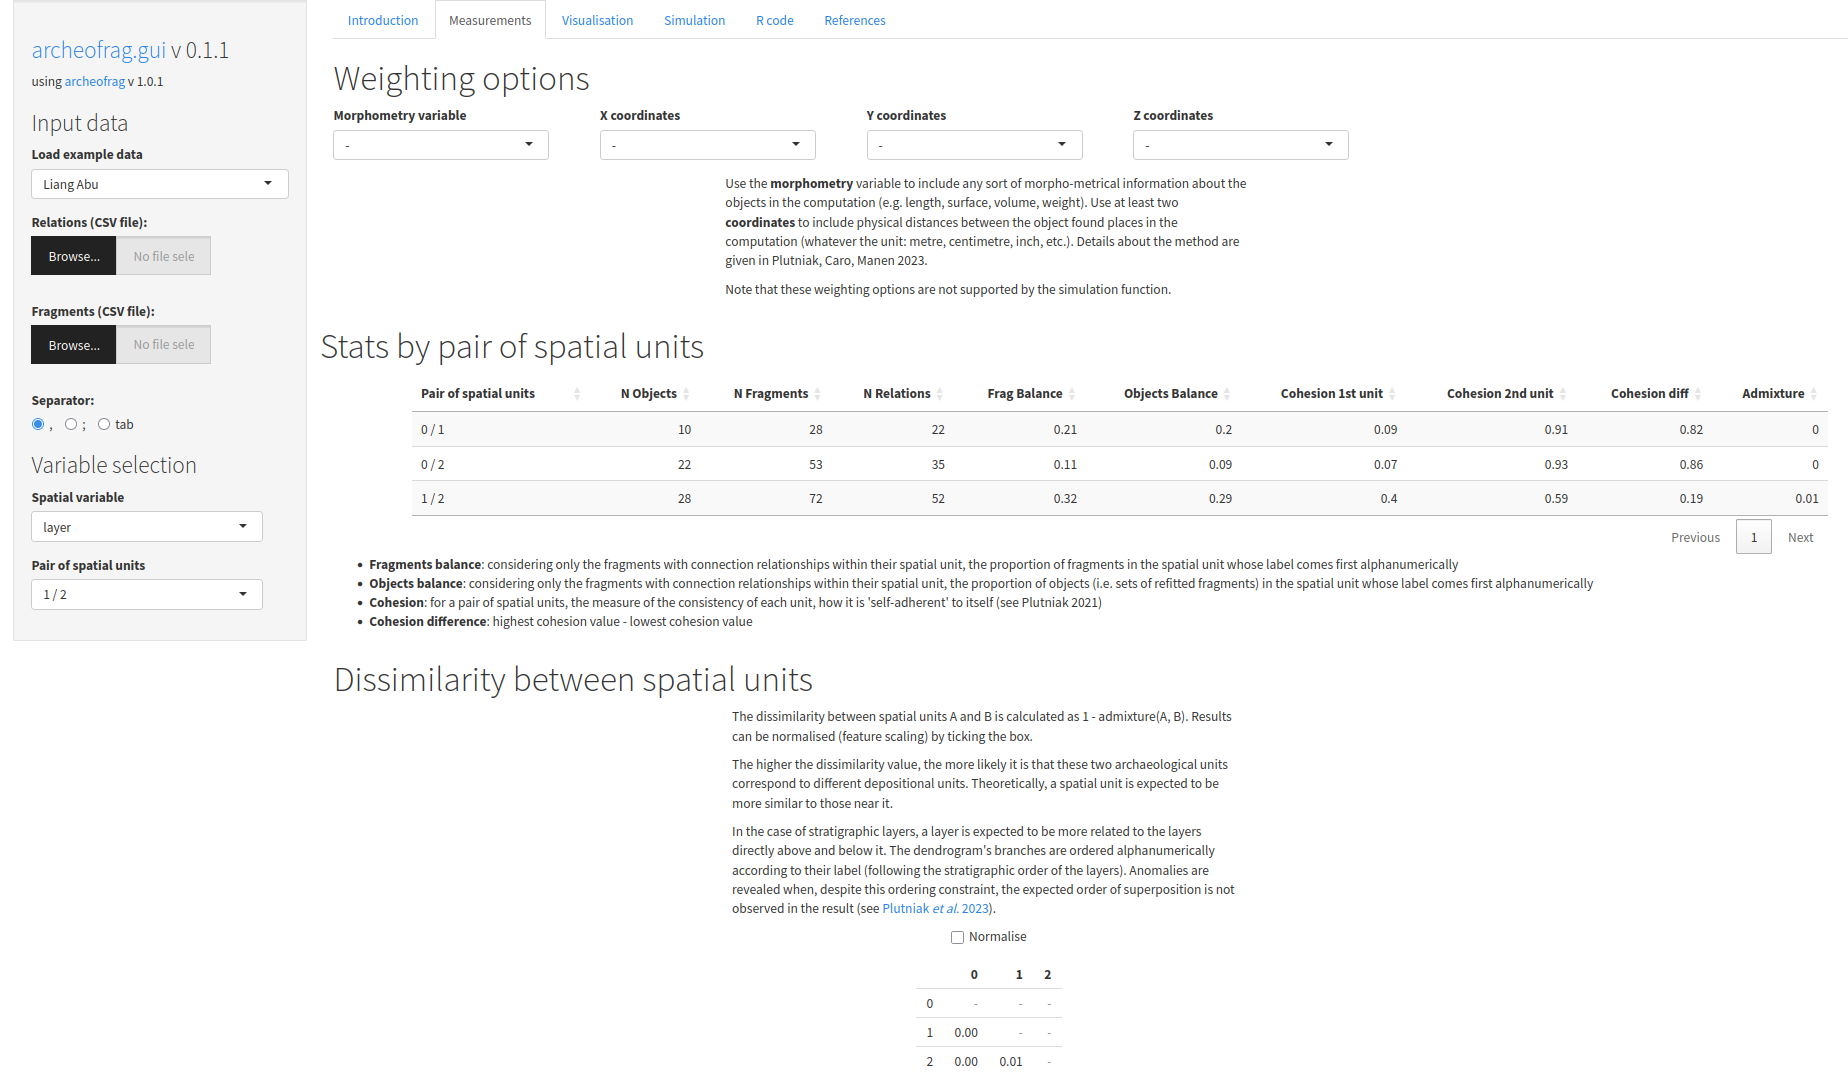 archeofrag.gui v 0.1.1
using archeofrag v 1.0.1
Input data
Load example data
Liang Abu
Relations (CSV file):
Browse... No file sele
Fragments (CSV file):
Browse... No file sele
Separator:
, ; tab
Variable selection
Spatial variable
layer
Pair of spatial units
1 / 2
Introduction Measurements Visualisation Simulation R code References
Weighting options
Morphometry variable X coordinates Y coordinates Z coordinates
- - - -
Use the morphometry variable to include any sort of morpho-metrical information about the
objects in the computation (e.g. length, surface, volume, weight). Use at least two
coordinates to include physical distances between the object found places in the
computation (whatever the unit: metre, centimetre, inch, etc.). Details about the method are
given in Plutniak, Caro, Manen 2023.
Note that these weighting options are not supported by the simulation function.
Stats by pair of spatial units
Pair of spatial units N Objects N Fragments N Relations Frag Balance Objects Balance Cohesion 1st unit Cohesion 2nd unit Cohesion diff Admixture
0 / 1 10 28 22 0.21 0.2 0.09 0.91 0.82 0
0 / 2 22 53 35 0.11 0.09 0.07 0.93 0.86 0
1 / 2 28 72 52 0.32 0.29 0.4 0.59 0.19 0.01
Previous 1 Next
• Fragments balance: considering only the fragments with connection relationships within their spatial unit, the proportion of fragments in the spatial unit whose label comes first alphanumerically
• Objects balance: considering only the fragments with connection relationships within their spatial unit, the proportion of objects (i.e. sets of refitted fragments) in the spatial unit whose label comes first alphanumerically
• Cohesion: for a pair of spatial units, the measure of the consistency of each unit, how it is 'self-adherent' to itself (see Plutniak 2021)
• Cohesion difference: highest cohesion value - lowest cohesion value
Dissimilarity between spatial units
The dissimilarity between spatial units A and B is calculated as 1 - admixture(A, B). Results
can be normalised (feature scaling) by ticking the box.
The higher the dissimilarity value, the more likely it is that these two archaeological units
correspond to different depositional units. Theoretically, a spatial unit is expected to be
more similar to those near it.
In the case of stratigraphic layers, a layer is expected to be more related to the layers
directly above and below it. The dendrogram's branches are ordered alphanumerically
according to their label (following the stratigraphic order of the layers). Anomalies are
revealed when, despite this ordering constraint, the expected order of superposition is not
observed in the result (see Plutniak et al. 2023).
Normalise
0 1 2
0 - - -
1 0.00 - -
2 0.00 0.01 -